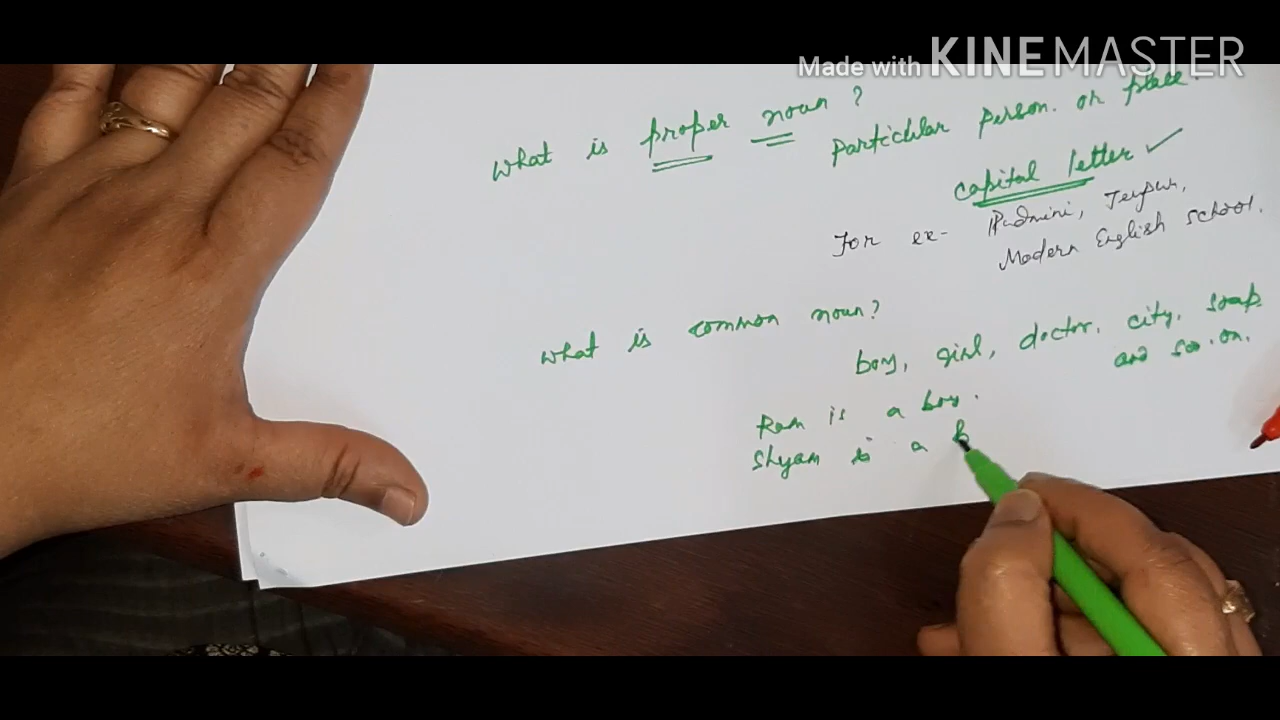 Made with KINEMASTER
What is proper noun ?
Particular person. or place.
capital letter ✓
For ex- Padmini, Tezpur,
Modern English School.
What is common noun?
boy, girl, doctor, city, soap
and so on.
Ram is a boy.
Shyam is a b